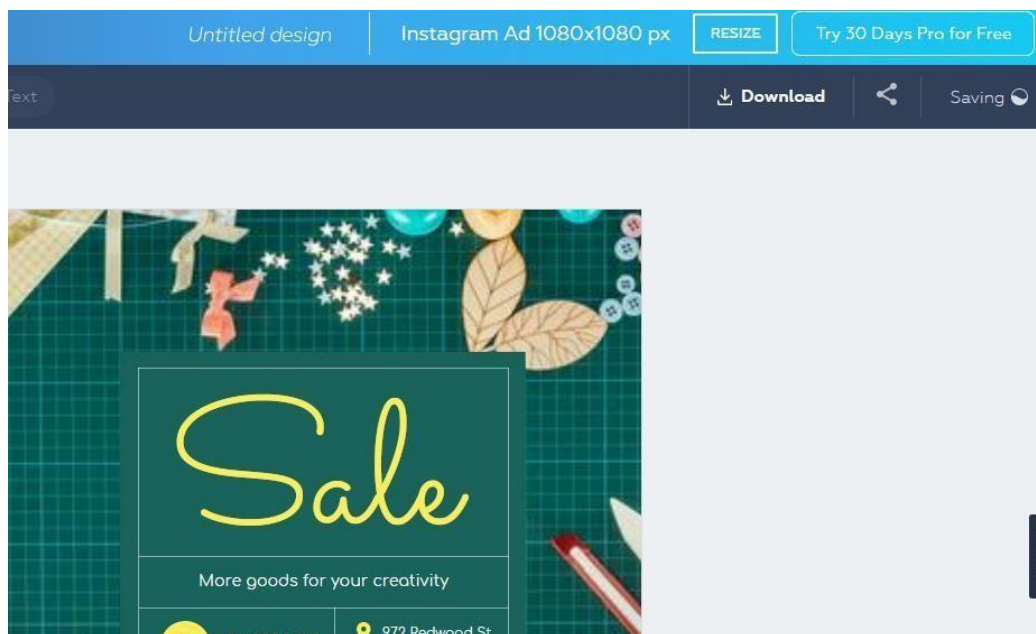 Untitled design
Instagram Ad 1080x1080 px
RESIZE
Try 30 Days Pro for Free
Text
Download
Saving
Sale
More goods for your creativity
972 Redwood St